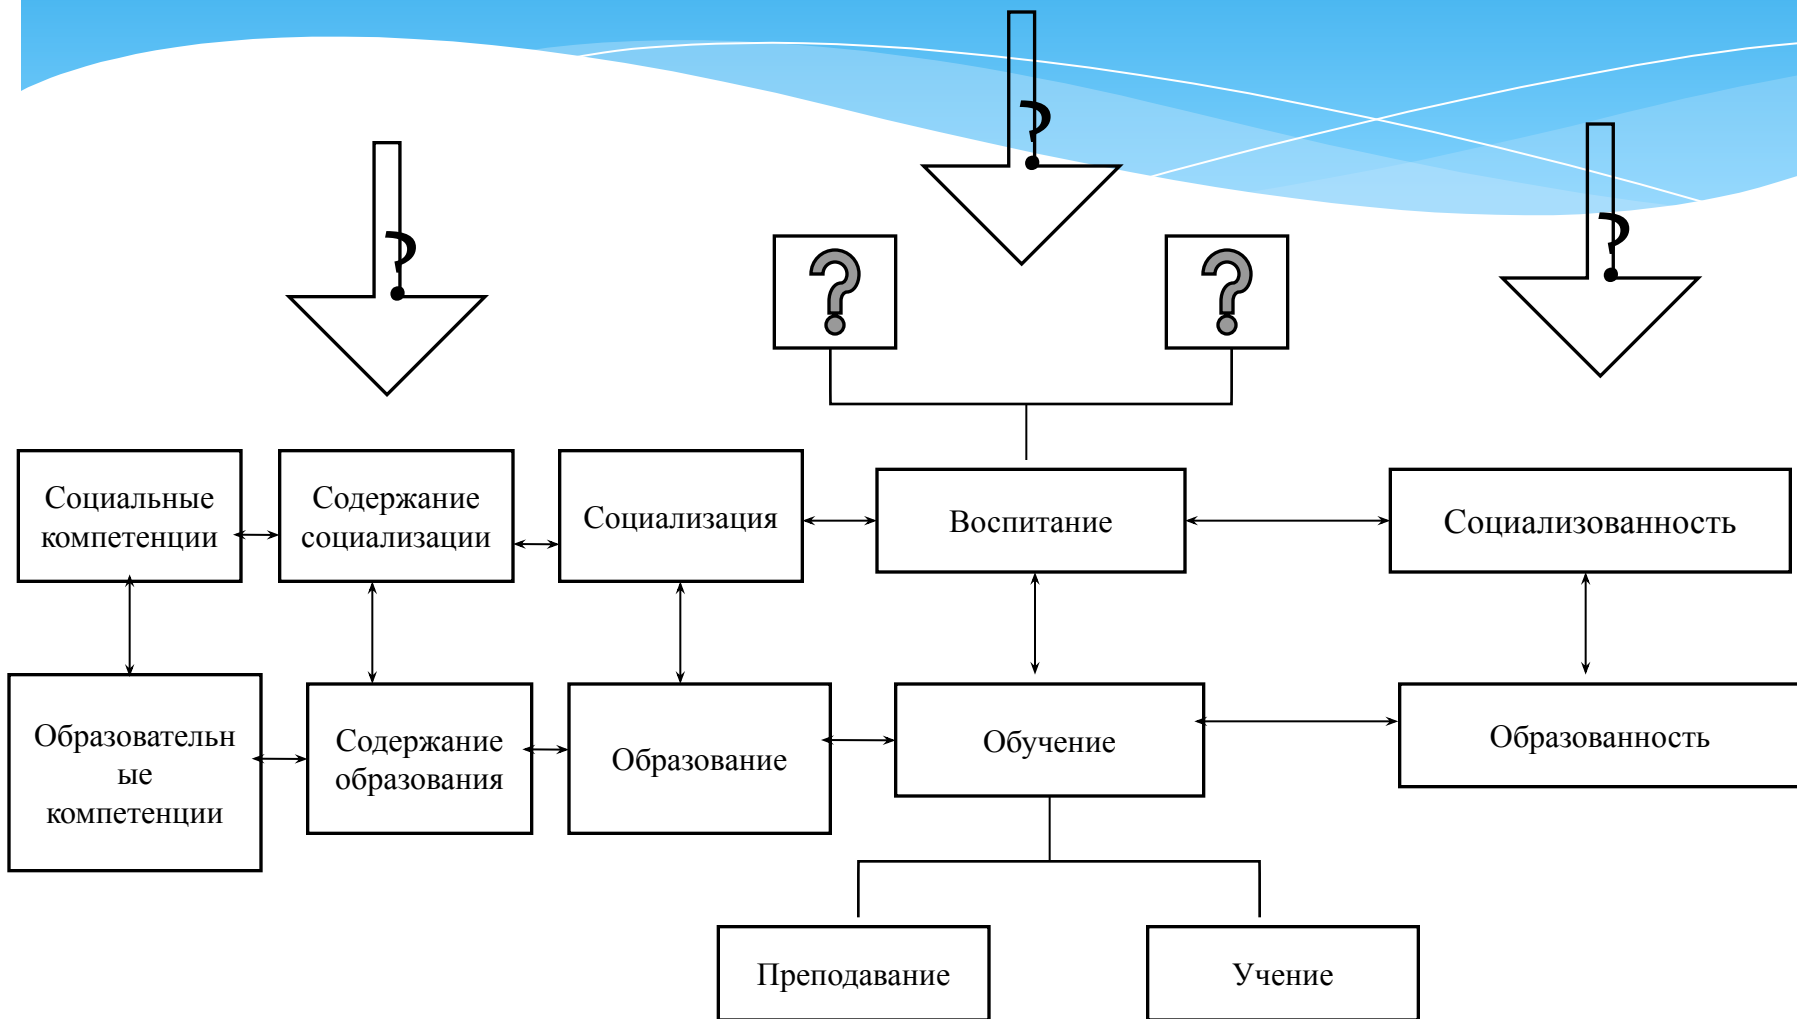 ?
?
?
?
?
Социальные
компетенции
Содержание
социализации
Социализация
Воспитание
Социализованность
Образовательн
ые
компетенции
Содержание
образования
Образование
Обучение
Образованность
Преподавание
Учение